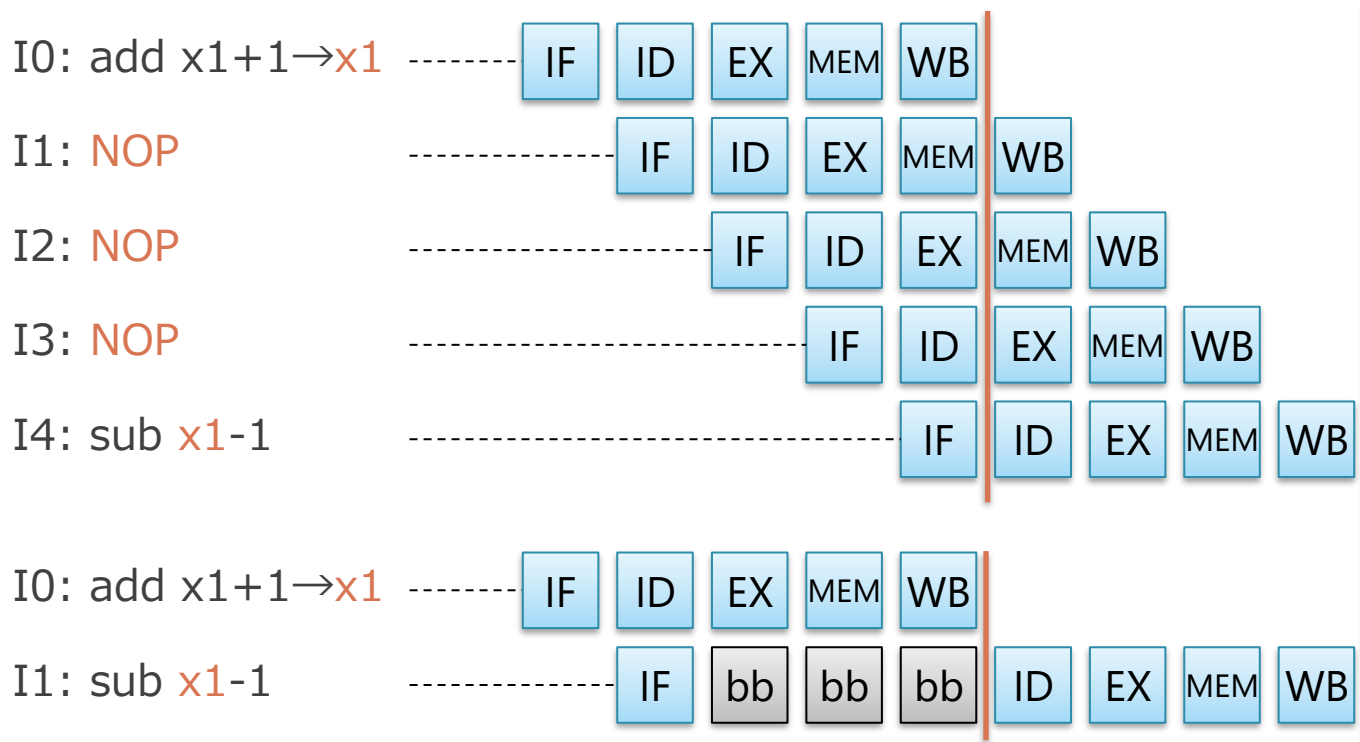 I0: add x1+1→x1 IF ID EX MEM WB
I1: NOP IF ID EX MEM WB
I2: NOP IF ID EX MEM WB
I3: NOP IF ID EX MEM WB
I4: sub x1-1 IF ID EX MEM WB
I0: add x1+1→x1 IF ID EX MEM WB
I1: sub x1-1 IF bb bb bb ID EX MEM WB